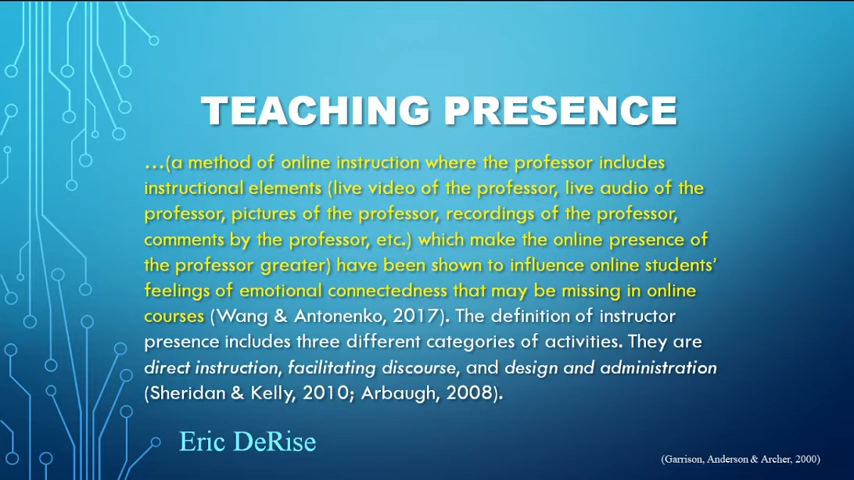 TEACHING PRESENCE
…(a method of online instruction where the professor includes
instructional elements (live video of the professor, live audio of the
professor, pictures of the professor, recordings of the professor,
comments by the professor, etc.) which make the online presence of
the professor greater) have been shown to influence online students’
feelings of emotional connectedness that may be missing in online
courses (Wang & Antonenko, 2017). The definition of instructor
presence includes three different categories of activities. They are
direct instruction, facilitating discourse, and design and administration
(Sheridan & Kelly, 2010; Arbaugh, 2008).
Eric DeRise
(Garrison, Anderson & Archer, 2000)